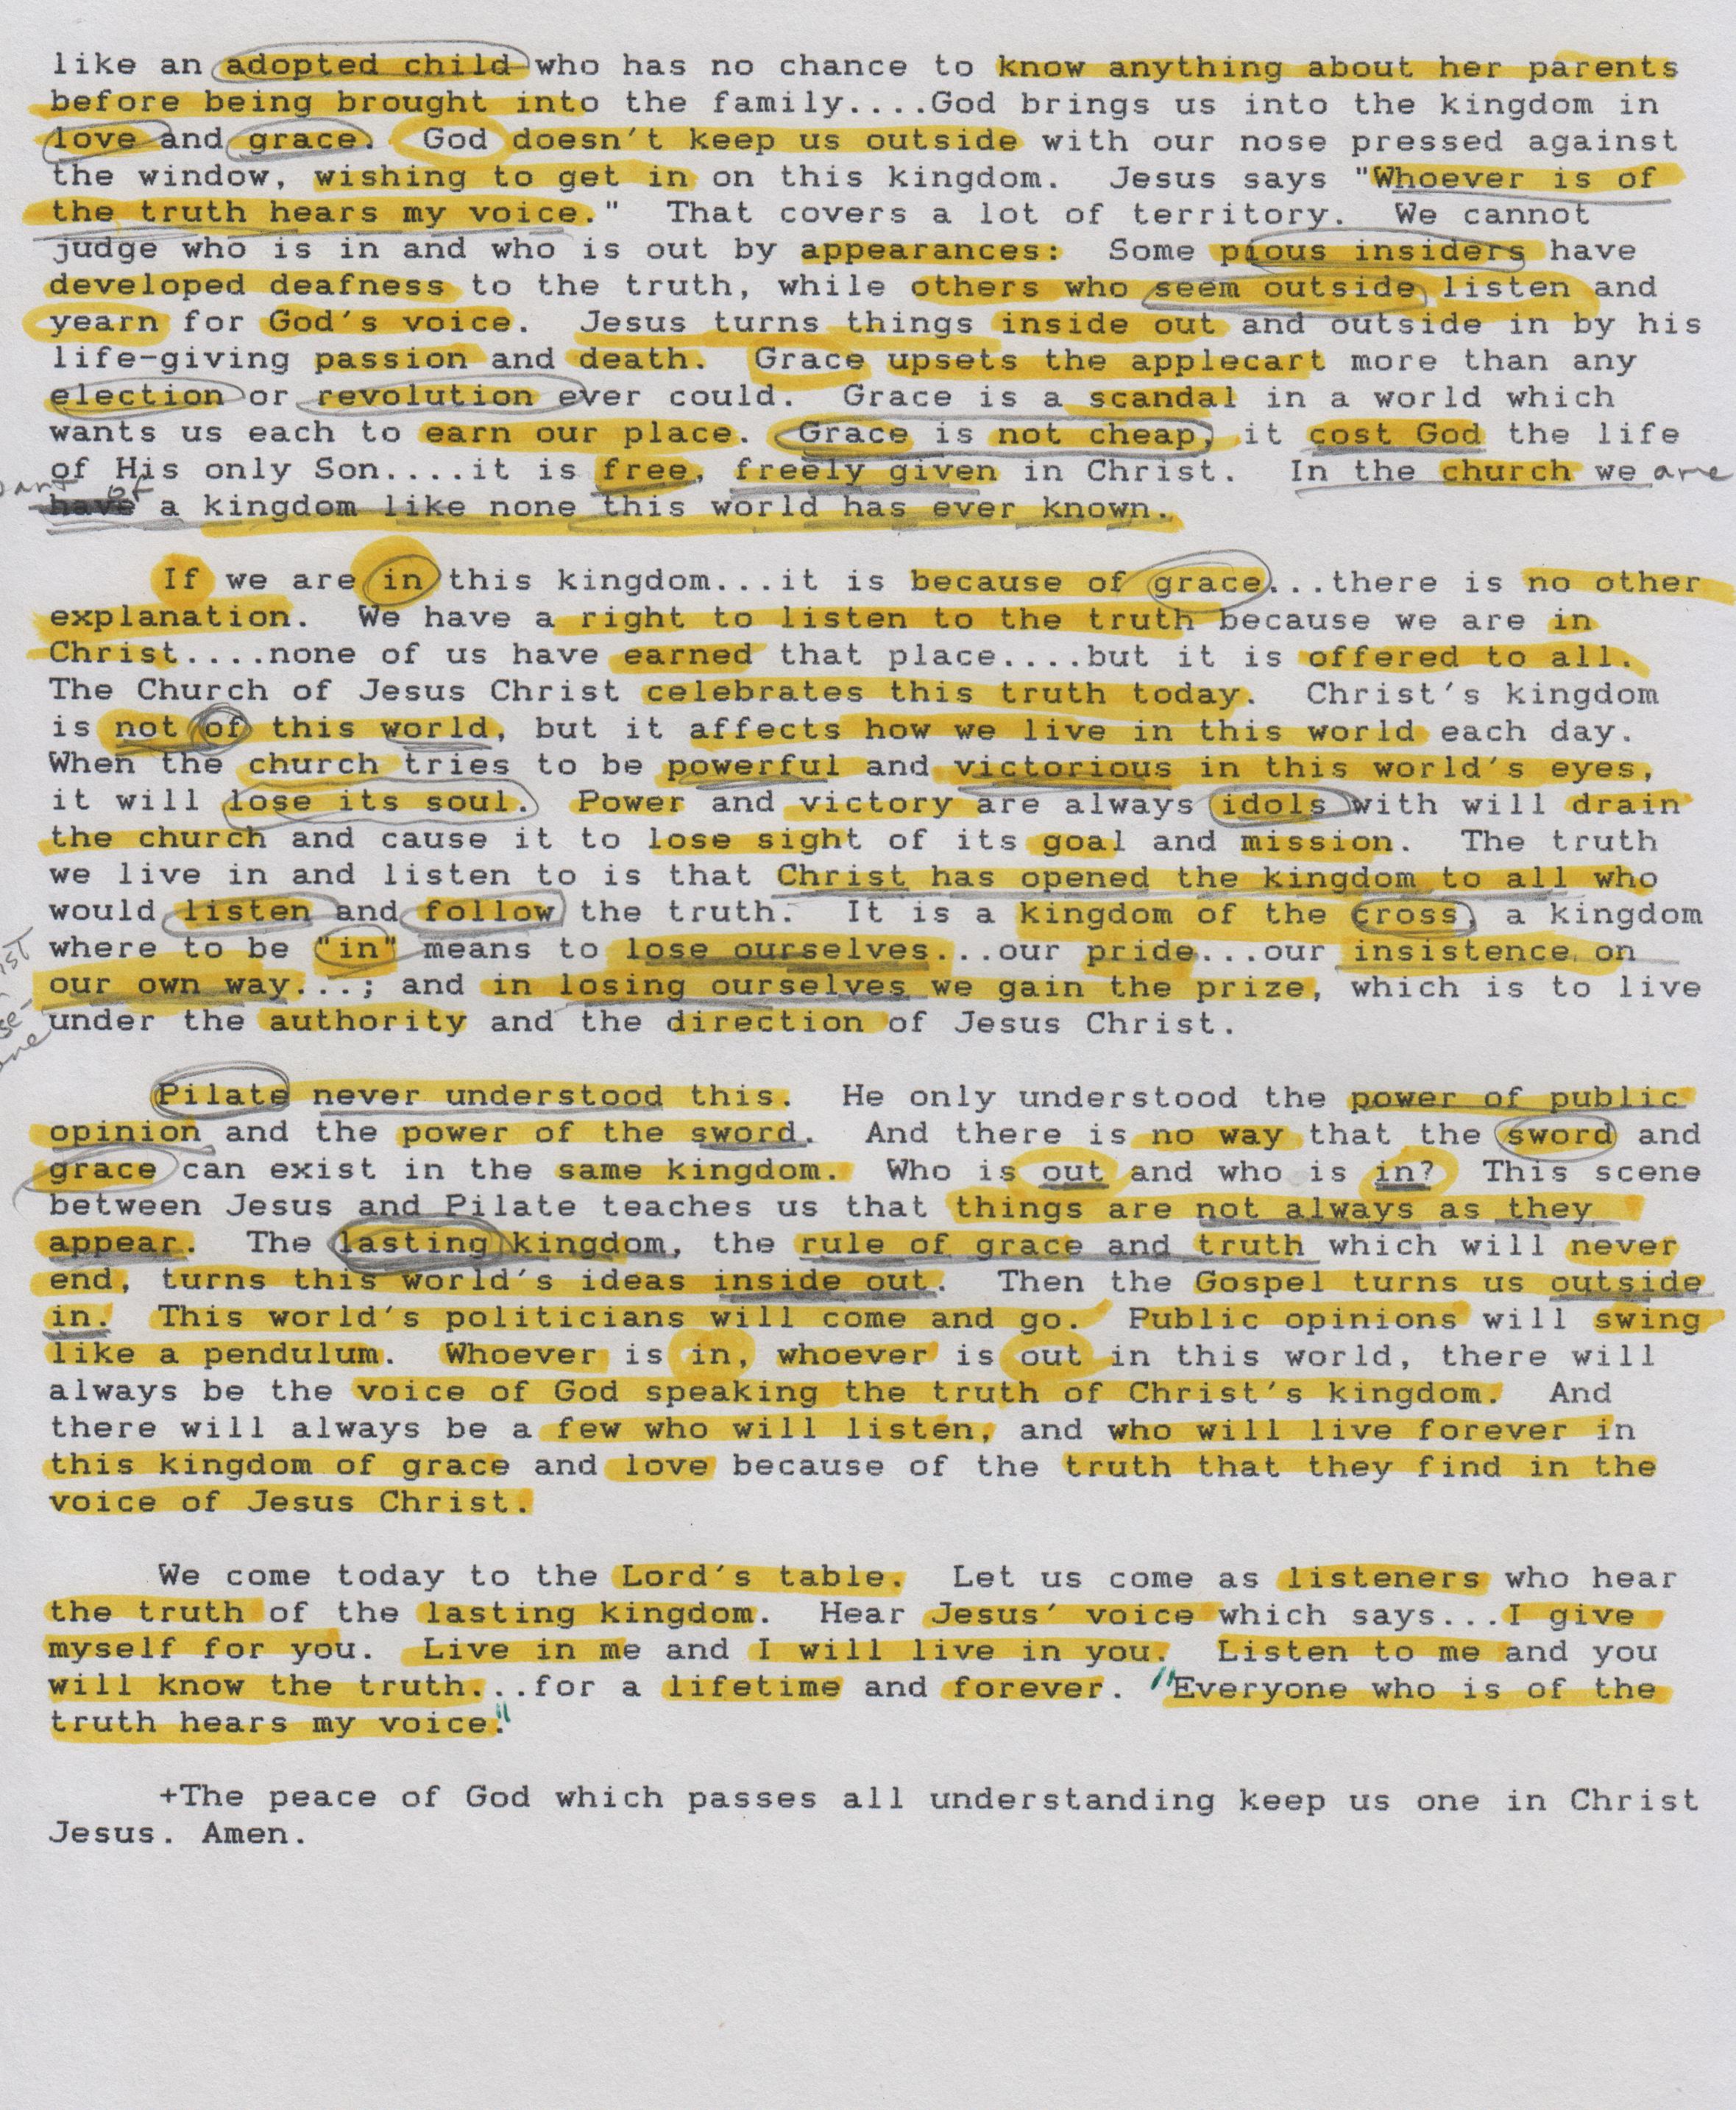 like an adopted child who has no chance to know anything about her parents
before being brought into the family....God brings us into the kingdom in
love and grace.  God doesn't keep us outside with our nose pressed against
the window, wishing to get in on this kingdom.  Jesus says "Whoever is of
the truth hears my voice."  That covers a lot of territory.  We cannot
judge who is in and who is out by appearances:  Some pious insiders have
developed deafness to the truth, while others who seem outside listen and
yearn for God's voice.  Jesus turns things inside out and outside in by his
life-giving passion and death.  Grace upsets the applecart more than any
election or revolution ever could.  Grace is a scandal in a world which
wants us each to earn our place.  Grace is not cheap, it cost God the life
of His only Son....it is free, freely given in Christ.  In the church we are
part of
have a kingdom like none this world has ever known.
If we are in this kingdom...it is because of grace...there is no other
explanation.  We have a right to listen to the truth because we are in
Christ....none of us have earned that place....but it is offered to all.
The Church of Jesus Christ celebrates this truth today.  Christ's kingdom
is not of this world, but it affects how we live in this world each day.
When the church tries to be powerful and victorious in this world's eyes,
it will lose its soul.  Power and victory are always idols with will drain
the church and cause it to lose sight of its goal and mission.  The truth
we live in and listen to is that Christ has opened the kingdom to all who
would listen and follow the truth.  It is a kingdom of the cross, a kingdom
where to be "in" means to lose ourselves...our pride...our insistence on
our own way...; and in losing ourselves we gain the prize, which is to live
under the authority and the direction of Jesus Christ.
Pilate never understood this.  He only understood the power of public
opinion and the power of the sword.  And there is no way that the sword and
grace can exist in the same kingdom.  Who is out and who is in?  This scene
between Jesus and Pilate teaches us that things are not always as they
appear.  The lasting kingdom, the rule of grace and truth which will never
end, turns this world's ideas inside out.  Then the Gospel turns us outside
in.  This world's politicians will come and go.  Public opinions will swing
like a pendulum.  Whoever is in, whoever is out in this world, there will
always be the voice of God speaking the truth of Christ's kingdom.  And
there will always be a few who will listen, and who will live forever in
this kingdom of grace and love because of the truth that they find in the
voice of Jesus Christ.
We come today to the Lord's table.  Let us come as listeners who hear
the truth of the lasting kingdom.  Hear Jesus' voice which says...I give
myself for you.  Live in me and I will live in you.  Listen to me and you
will know the truth...for a lifetime and forever.  "Everyone who is of the
truth hears my voice."
+The peace of God which passes all understanding keep us one in Christ
Jesus. Amen.